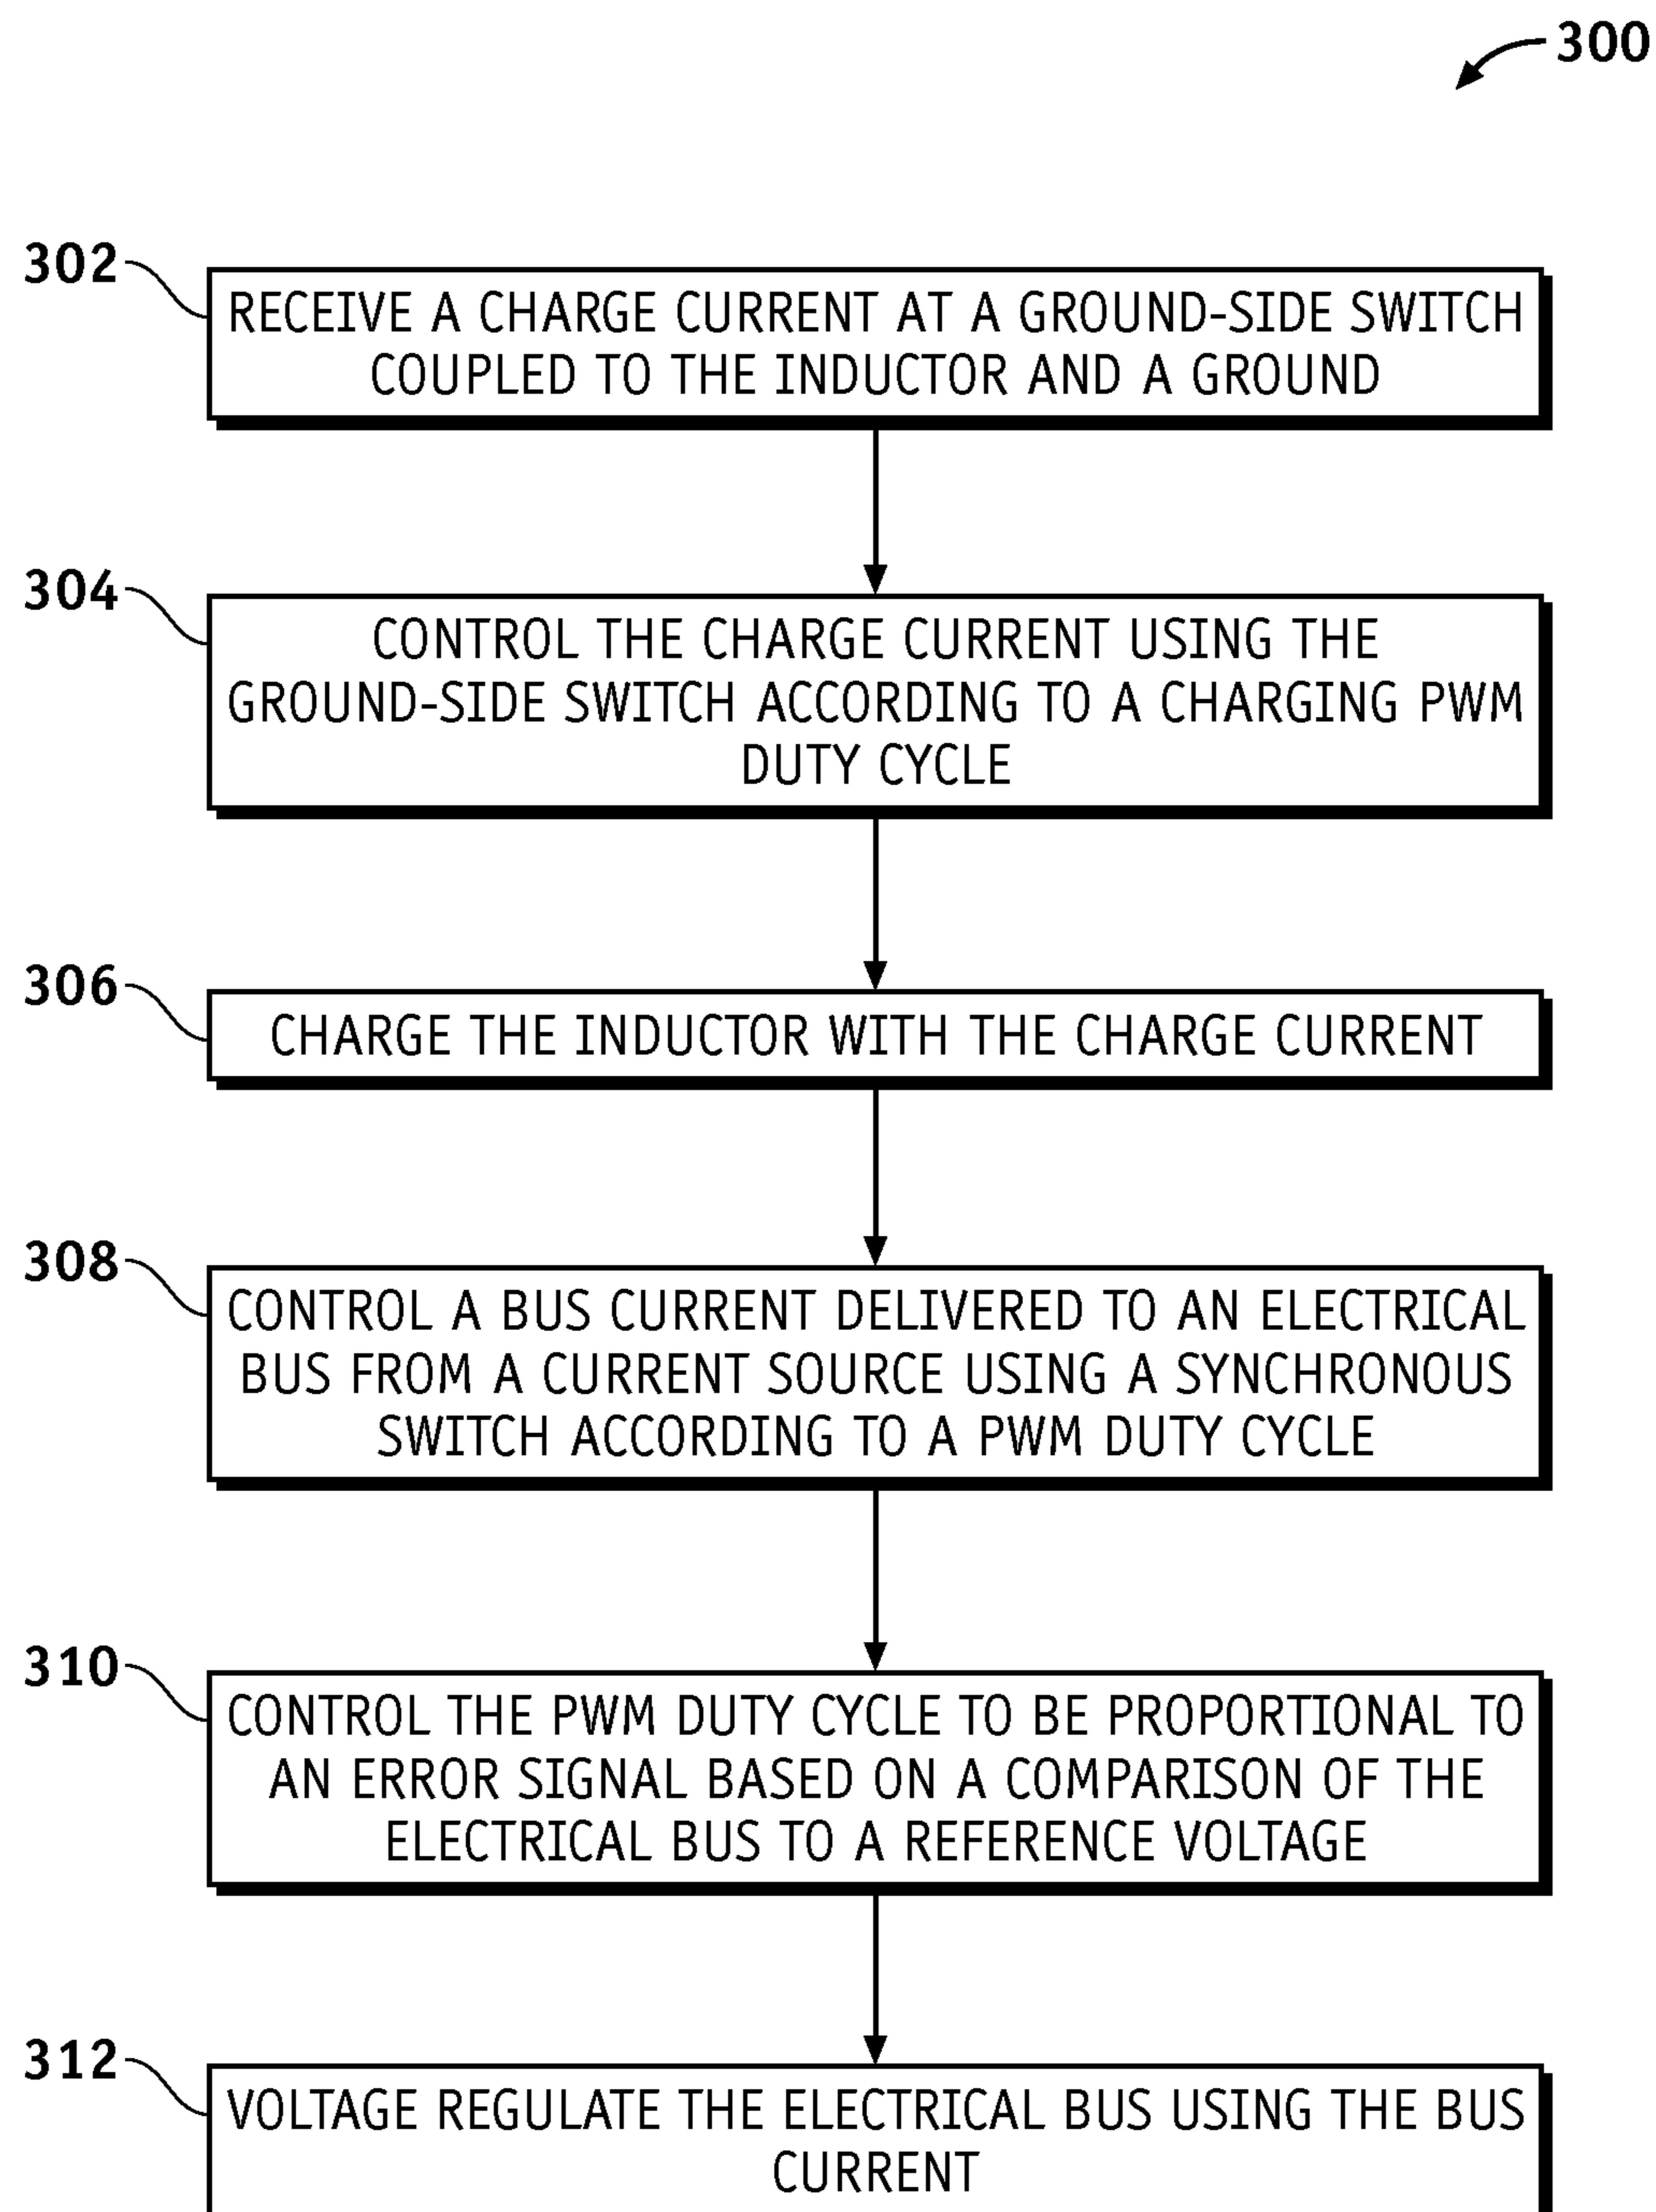 300
302
RECEIVE A CHARGE CURRENT AT A GROUND-SIDE SWITCH
COUPLED TO THE INDUCTOR AND A GROUND
304
CONTROL THE CHARGE CURRENT USING THE
GROUND-SIDE SWITCH ACCORDING TO A CHARGING PWM
DUTY CYCLE
306
CHARGE THE INDUCTOR WITH THE CHARGE CURRENT
308
CONTROL A BUS CURRENT DELIVERED TO AN ELECTRICAL
BUS FROM A CURRENT SOURCE USING A SYNCHRONOUS
SWITCH ACCORDING TO A PWM DUTY CYCLE
310
CONTROL THE PWM DUTY CYCLE TO BE PROPORTIONAL TO
AN ERROR SIGNAL BASED ON A COMPARISON OF THE
ELECTRICAL BUS TO A REFERENCE VOLTAGE
312
VOLTAGE REGULATE THE ELECTRICAL BUS USING THE BUS
CURRENT